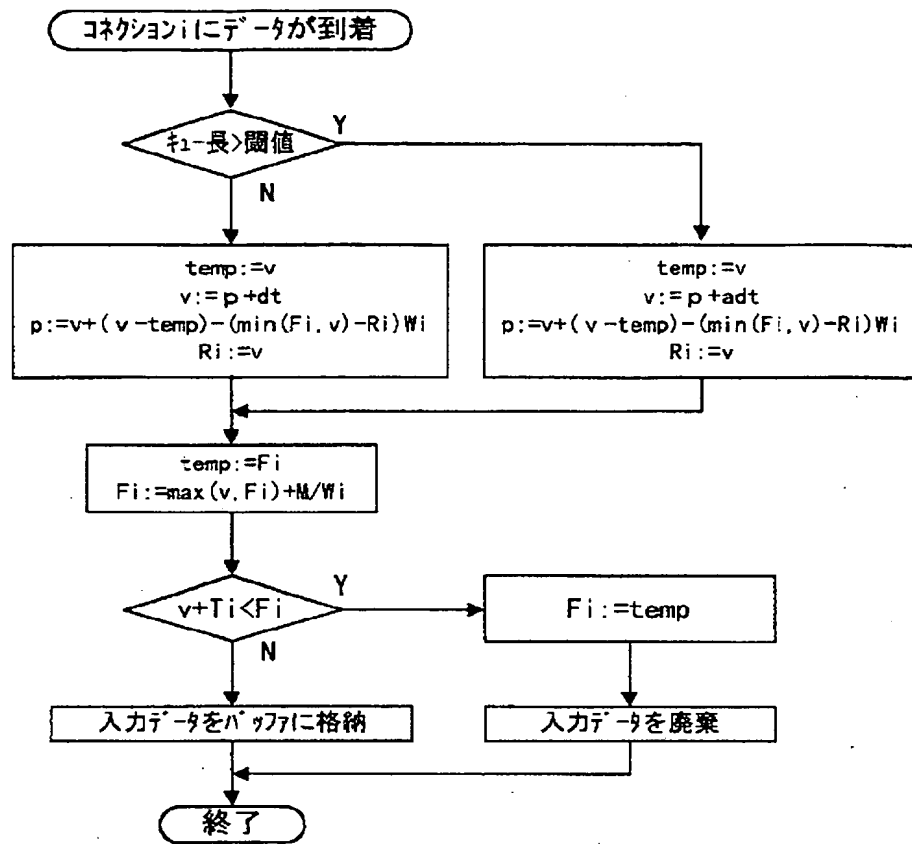 コネクションiにデータが到着
キュー長>閾値
Y
N
temp:=v
v:=p+dt
p:=v+(v-temp)-(min(Fi,v)-Ri)Wi
Ri:=v
temp:=v
v:=p+adt
p:=v+(v-temp)-(min(Fi,v)-Ri)Wi
Ri:=v
temp:=Fi
Fi:=max(v,Fi)+M/Wi
v+Ti<Fi
Y
N
Fi:=temp
入力データをバッファに格納
入力データを廃棄
終了